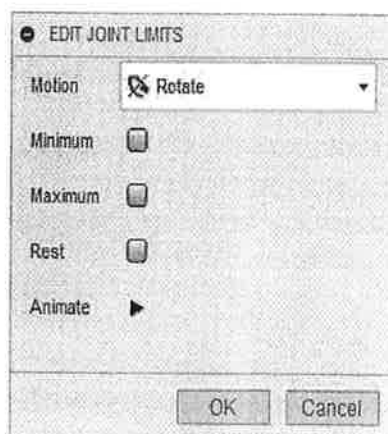 EDIT JOINT LIMITS
Motion Rotate
Minimum
Maximum
Rest
Animate
OK Cancel